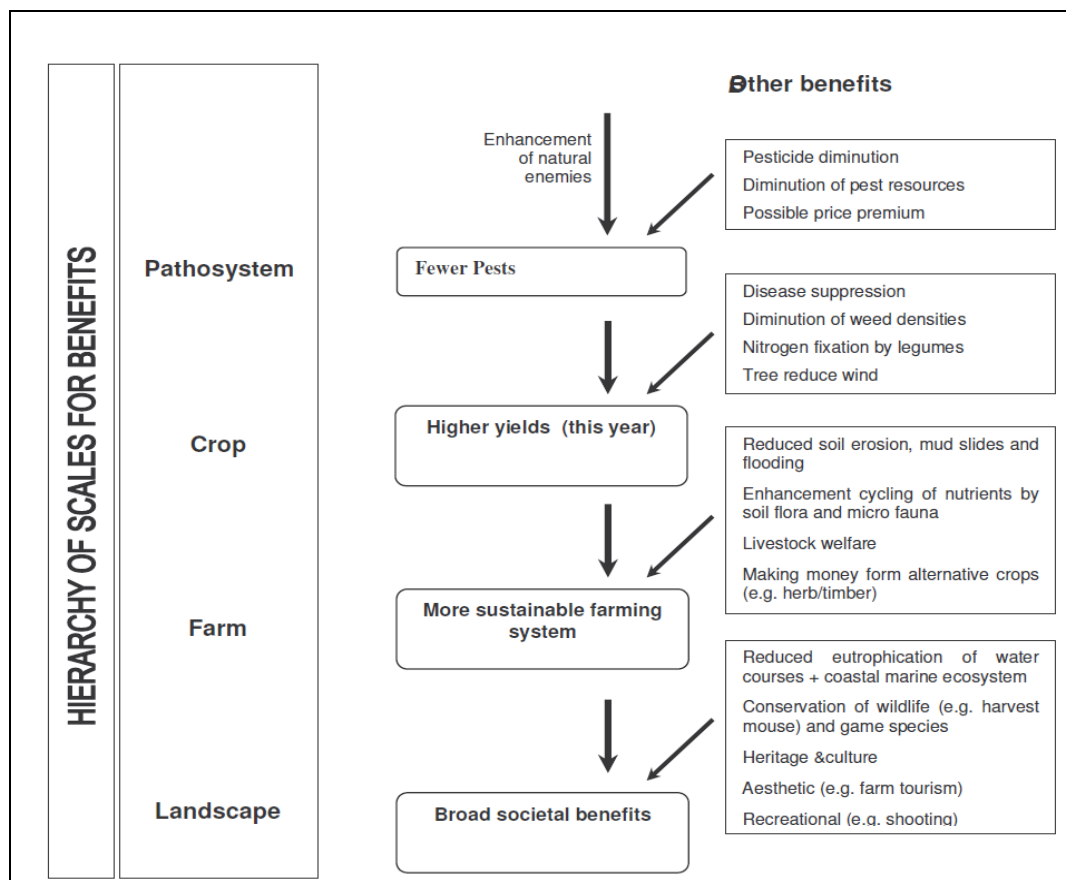 HIERARCHY OF SCALES FOR BENEFITS
Other benefits
Enhancement
of natural
enemies
Pesticide diminution
Diminution of pest resources
Possible price premium
Pathosystem
Fewer Pests
Disease suppression
Diminution of weed densities
Nitrogen fixation by legumes
Tree reduce wind
Crop
Higher yields (this year)
Reduced soil erosion, mud slides and
flooding
Enhancement cycling of nutrients by
soil flora and micro fauna
Livestock welfare
Making money form alternative crops
(e.g. herb/timber)
Farm
More sustainable farming
system
Reduced eutrophication of water
courses + coastal marine ecosystem
Conservation of wildlife (e.g. harvest
mouse) and game species
Heritage &culture
Aesthetic (e.g. farm tourism)
Recreational (e.g. shooting)
Landscape
Broad societal benefits